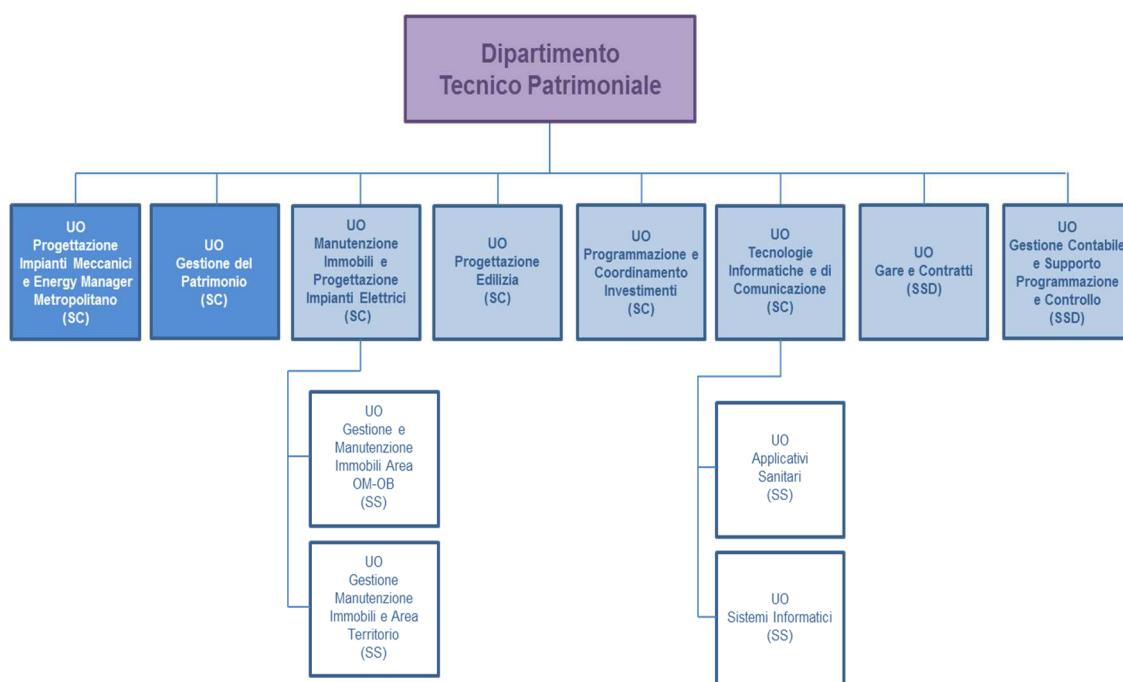 Dipartimento
Tecnico Patrimoniale
UO
Progettazione
Impianti Meccanici
e Energy Manager
Metropolitano
(SC)
UO
Gestione del
Patrimonio
(SC)
UO
Manutenzione
Immobili e
Progettazione
Impianti Elettrici
(SC)
UO
Progettazione
Edilizia
(SC)
UO
Programmazione e
Coordinamento
Investimenti
(SC)
UO
Tecnologie
Informatiche e di
Comunicazione
(SC)
UO
Gare e Contratti
(SSD)
UO
Gestione Contabile
e Supporto
Programmazione
e Controllo
(SSD)
UO
Gestione e
Manutenzione
Immobili Area
OM-OB
(SS)
UO
Gestione
Manutenzione
Immobili e Area
Territorio
(SS)
UO
Applicativi
Sanitari
(SS)
UO
Sistemi Informatici
(SS)